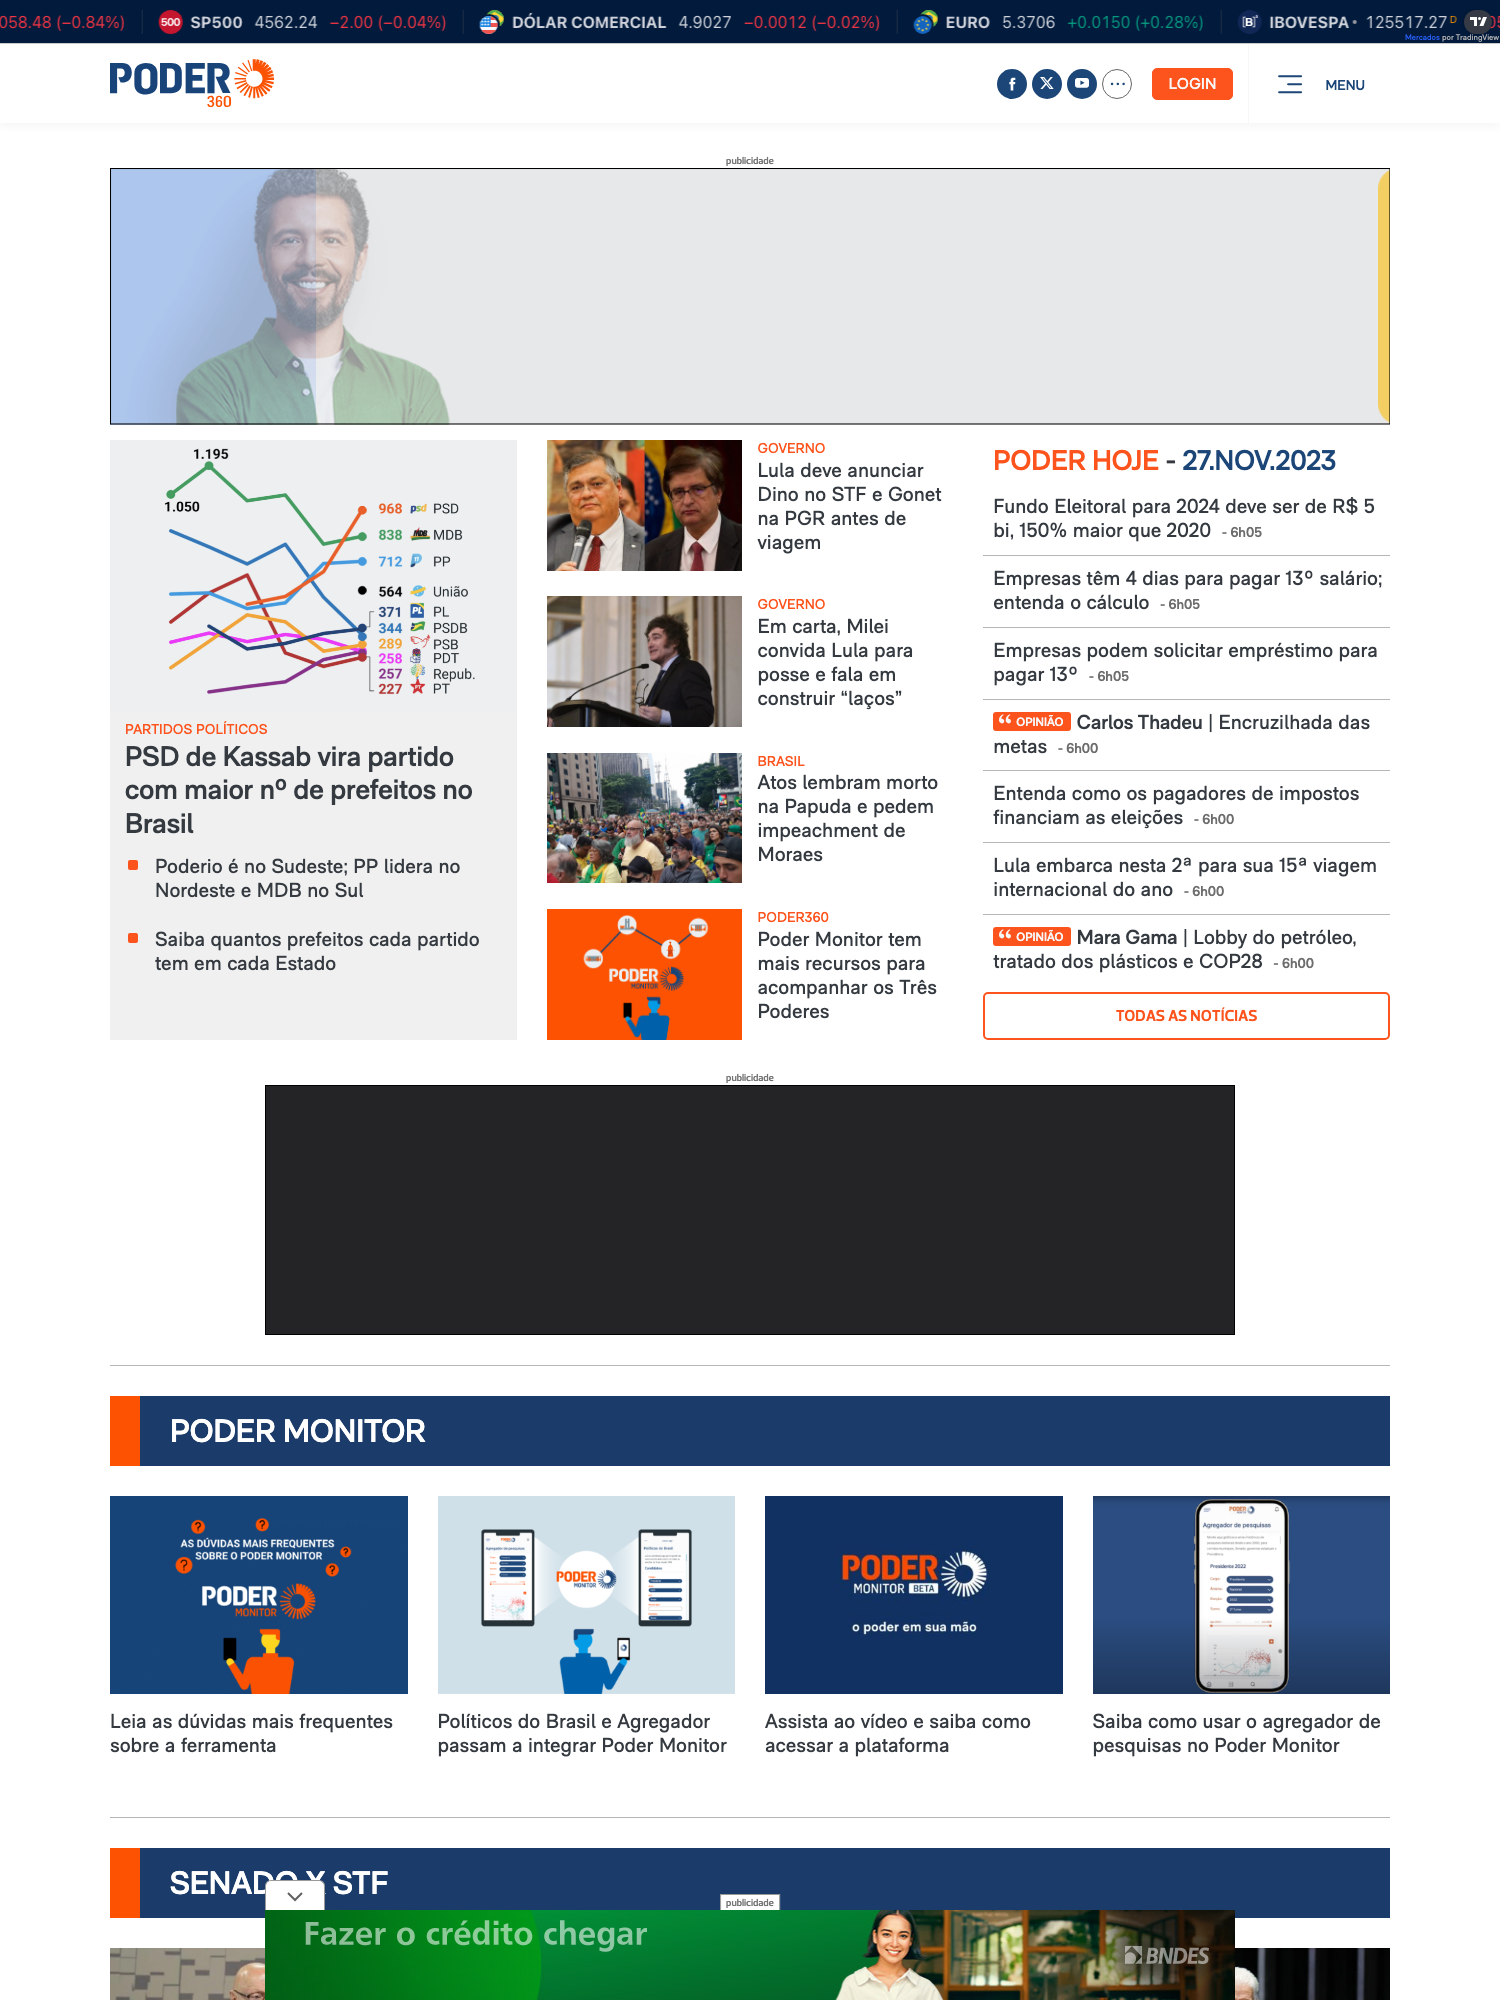 058.48 (−0.84%)
500 SP500 4562.24 −2.00 (−0.04%)
DÓLAR COMERCIAL 4.9027 −0.0012 (−0.02%)
EURO 5.3706 +0.0150 (+0.28%)
IBOVESPA 125517.27 D
Mercados por TradingView
PODER
360
LOGIN
MENU
publicidade
1.195
1.050
968 psd PSD
838 MDB MDB
712 PP
564 União
371 PL PL
344 PSDB
289 PSB
258 PDT
257 Repub.
227 PT
PARTIDOS POLÍTICOS
PSD de Kassab vira partido
com maior nº de prefeitos no
Brasil
Poderio é no Sudeste; PP lidera no
Nordeste e MDB no Sul
Saiba quantos prefeitos cada partido
tem em cada Estado
GOVERNO
Lula deve anunciar
Dino no STF e Gonet
na PGR antes de
viagem
GOVERNO
Em carta, Milei
convida Lula para
posse e fala em
construir “laços”
BRASIL
Atos lembram morto
na Papuda e pedem
impeachment de
Moraes
PODER
MONITOR
PODER360
Poder Monitor tem
mais recursos para
acompanhar os Três
Poderes
PODER HOJE - 27.NOV.2023
Fundo Eleitoral para 2024 deve ser de R$ 5
bi, 150% maior que 2020 - 6h05
Empresas têm 4 dias para pagar 13º salário;
entenda o cálculo - 6h05
Empresas podem solicitar empréstimo para
pagar 13º - 6h05
“ OPINIÃO Carlos Thadeu | Encruzilhada das
metas - 6h00
Entenda como os pagadores de impostos
financiam as eleições - 6h00
Lula embarca nesta 2ª para sua 15ª viagem
internacional do ano - 6h00
“ OPINIÃO Mara Gama | Lobby do petróleo,
tratado dos plásticos e COP28 - 6h00
TODAS AS NOTÍCIAS
publicidade
PODER MONITOR
AS DÚVIDAS MAIS FREQUENTES
SOBRE O PODER MONITOR
PODER
MONITOR
Leia as dúvidas mais frequentes
sobre a ferramenta
Agregador de pesquisas
Políticos do Brasil
PODER
MONITOR
Políticos do Brasil e Agregador
passam a integrar Poder Monitor
PODER
MONITOR BETA
o poder em sua mão
Assista ao vídeo e saiba como
acessar a plataforma
PODER
Agregador de pesquisas
Presidente 2022
Saiba como usar o agregador de
pesquisas no Poder Monitor
SENADO X STF
publicidade
Fazer o crédito chegar
BNDES